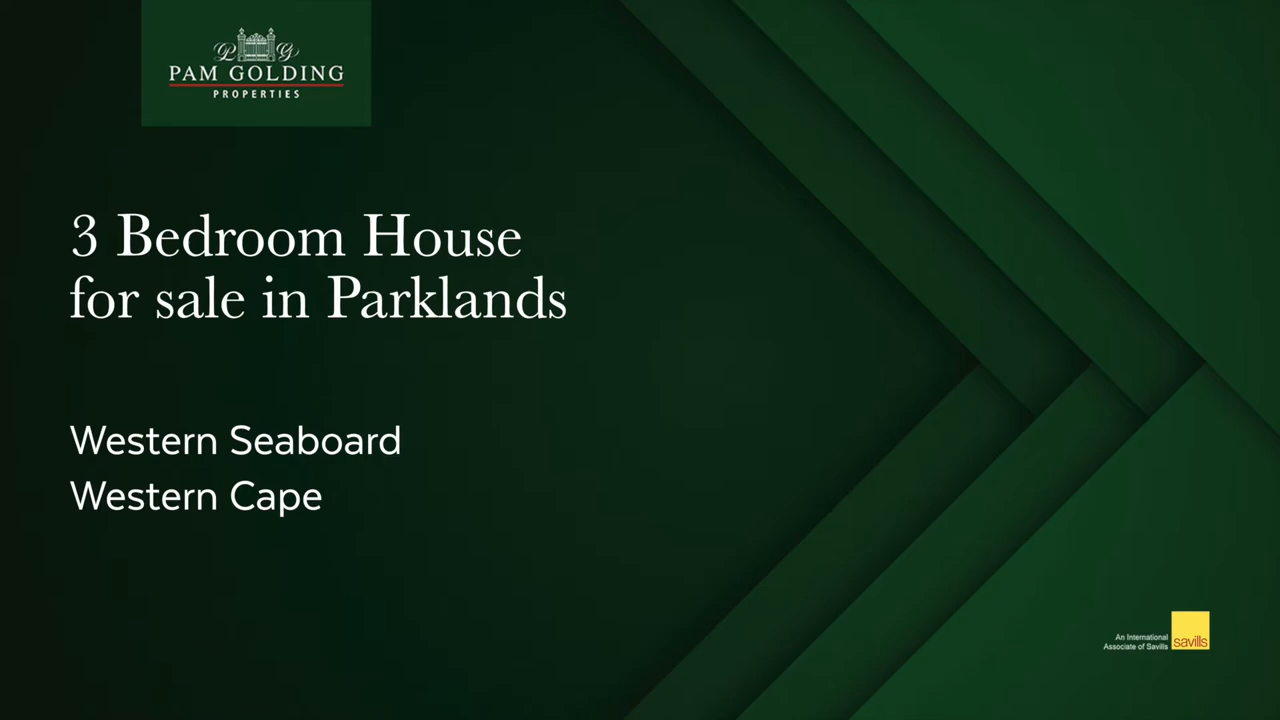 P G
PAM GOLDING
PROPERTIES
3 Bedroom House
for sale in Parklands
Western Seaboard
Western Cape
An International
Associate of Savills
savills